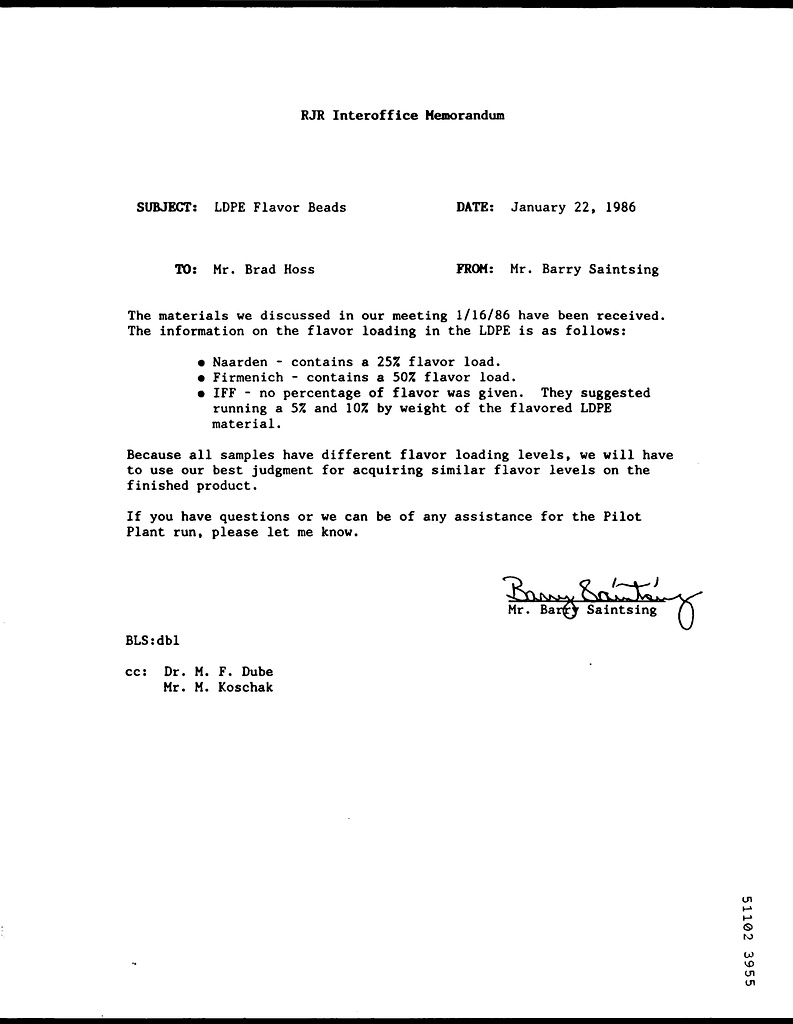 RJR Interoffice Memorandum
SUBJECT: LDPE Flavor Beads DATE: January 22, 1986
TO: Mr. Brad Hoss FROM: Mr. Barry Saintsing
The materials we discussed in our meeting 1/16/86 have been received.
The information on the flavor loading in the LDPE is as follows:
• Naarden - contains a 25% flavor load.
• Firmenich - contains a 50% flavor load.
• IFF - no percentage of flavor was given. They suggested
running a 5% and 10% by weight of the flavored LDPE
material.
Because all samples have different flavor loading levels, we will have
to use our best judgment for acquiring similar flavor levels on the
finished product.
If you have questions or we can be of any assistance for the Pilot
Plant run, please let me know.
Barry Saintsing
Mr. Barry Saintsing
BLS:dbl
cc: Dr. M. F. Dube
Mr. M. Koschak
51102 3955